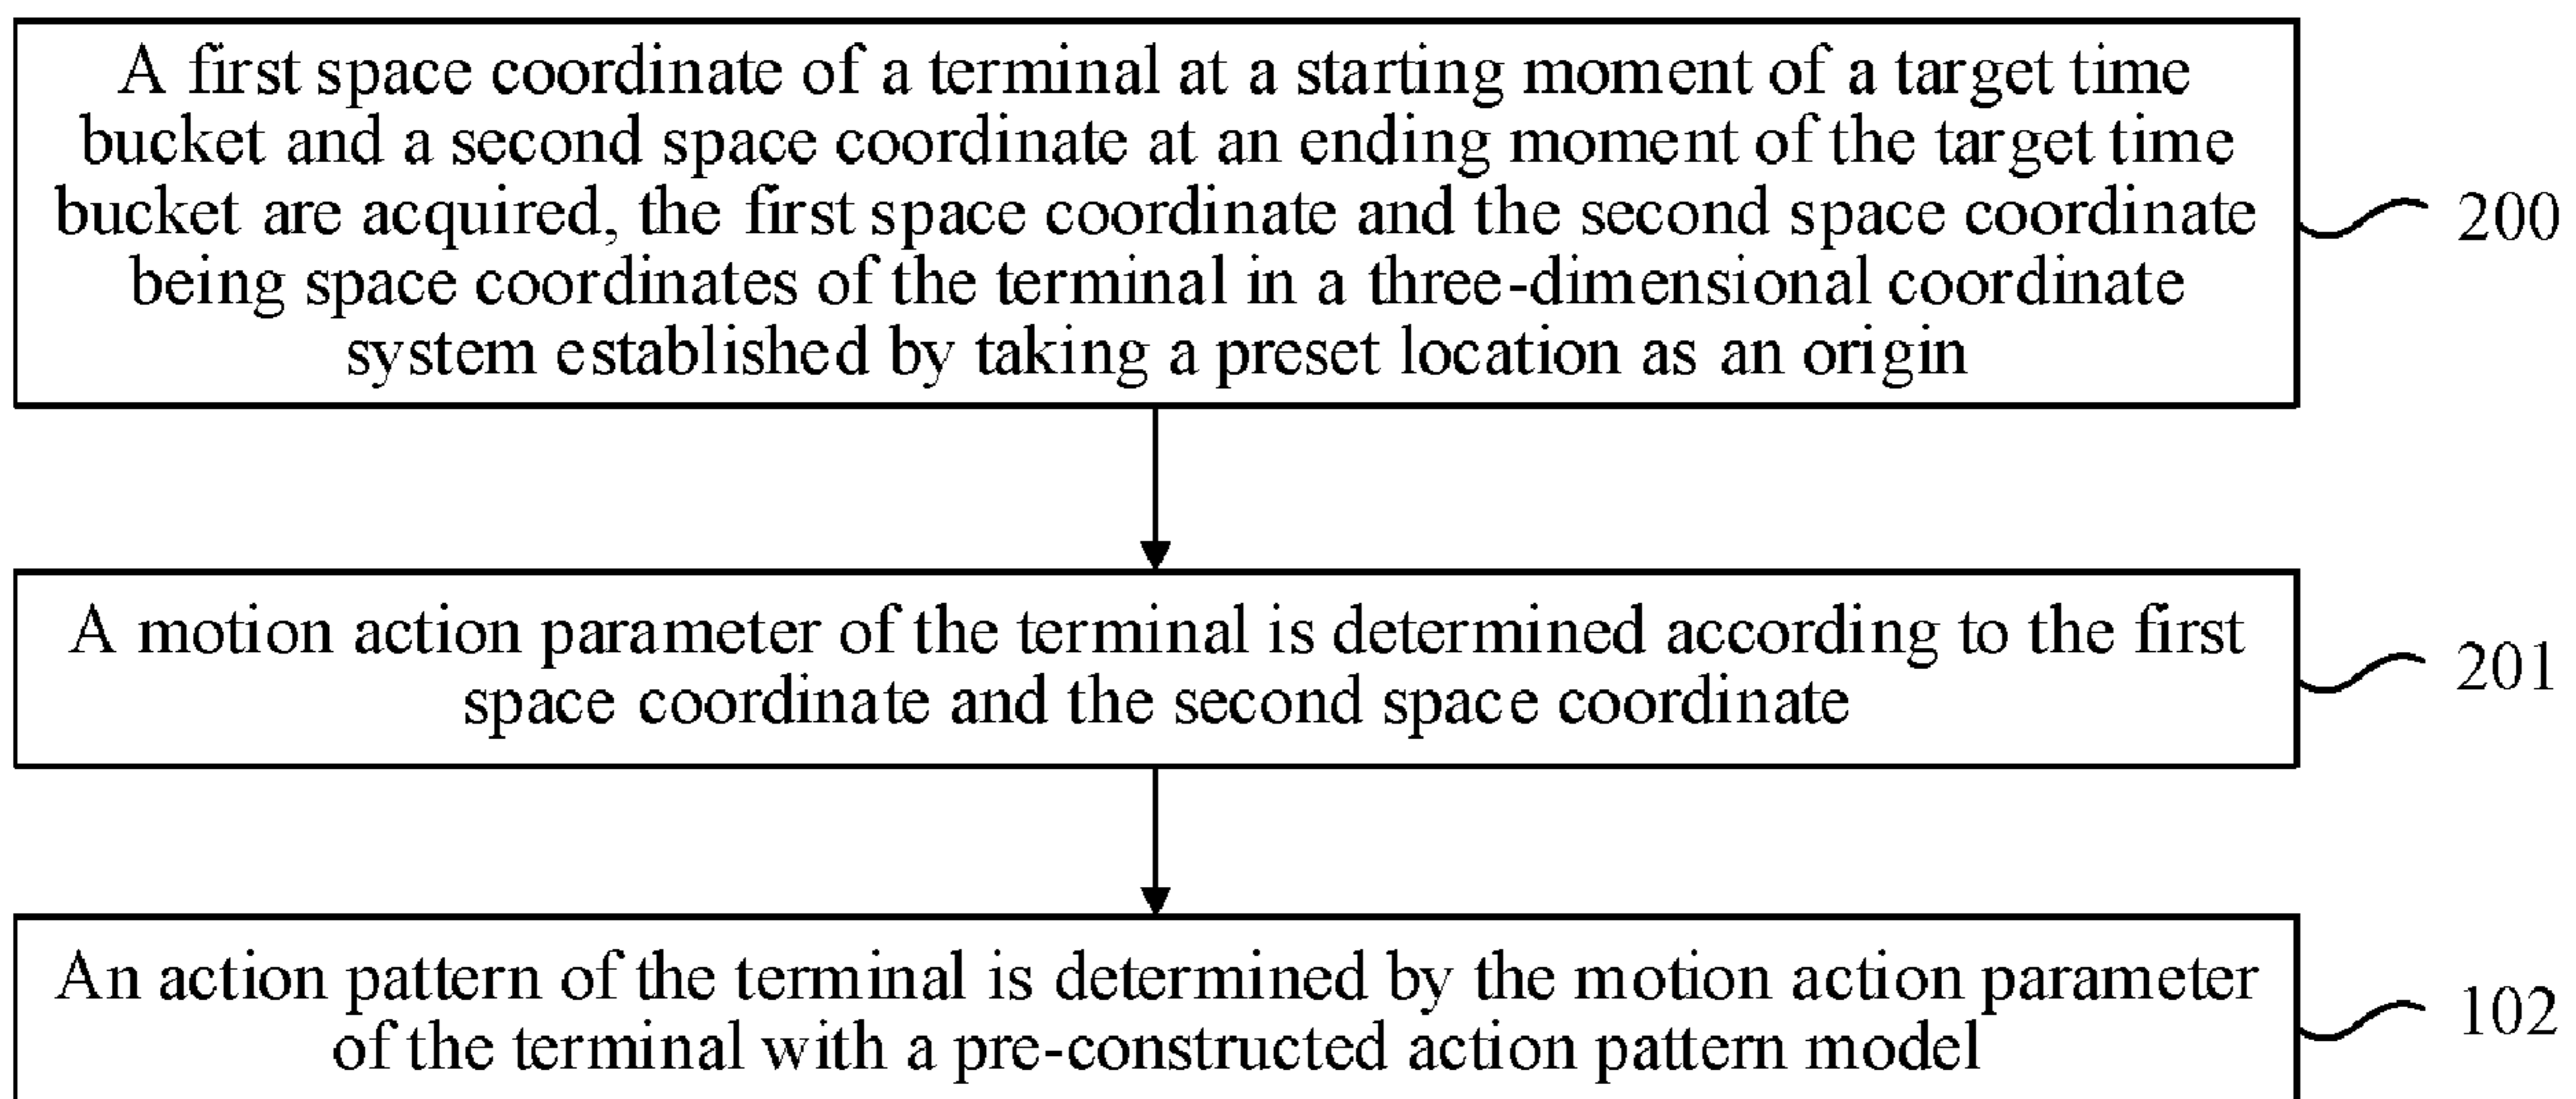 A first space coordinate of a terminal at a starting moment of a target time
bucket and a second space coordinate at an ending moment of the target time
bucket are acquired, the first space coordinate and the second space coordinate
being space coordinates of the terminal in a three-dimensional coordinate
system established by taking a preset location as an origin
200
A motion action parameter of the terminal is determined according to the first
space coordinate and the second space coordinate
201
An action pattern of the terminal is determined by the motion action parameter
of the terminal with a pre-constructed action pattern model
102